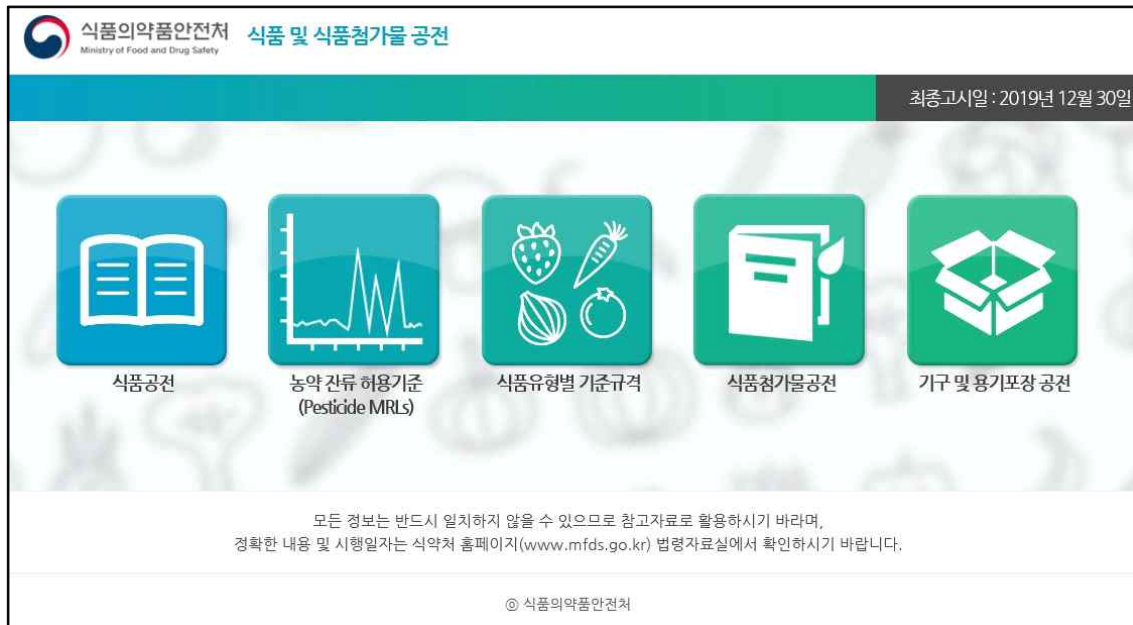 식품의약품안전처 식품 및 식품첨가물 공전
Ministry of Food and Drug Safety
최종고시일 : 2019년 12월 30일
식품공전
농약 잔류 허용기준
(Pesticide MRLs)
식품유형별 기준규격
식품첨가물공전
기구 및 용기포장 공전
모든 정보는 반드시 일치하지 않을 수 있으므로 참고자료로 활용하시기 바라며,
정확한 내용 및 시행일자는 식약처 홈페이지(www.mfds.go.kr) 법령자료실에서 확인하시기 바랍니다.
ⓒ 식품의약품안전처